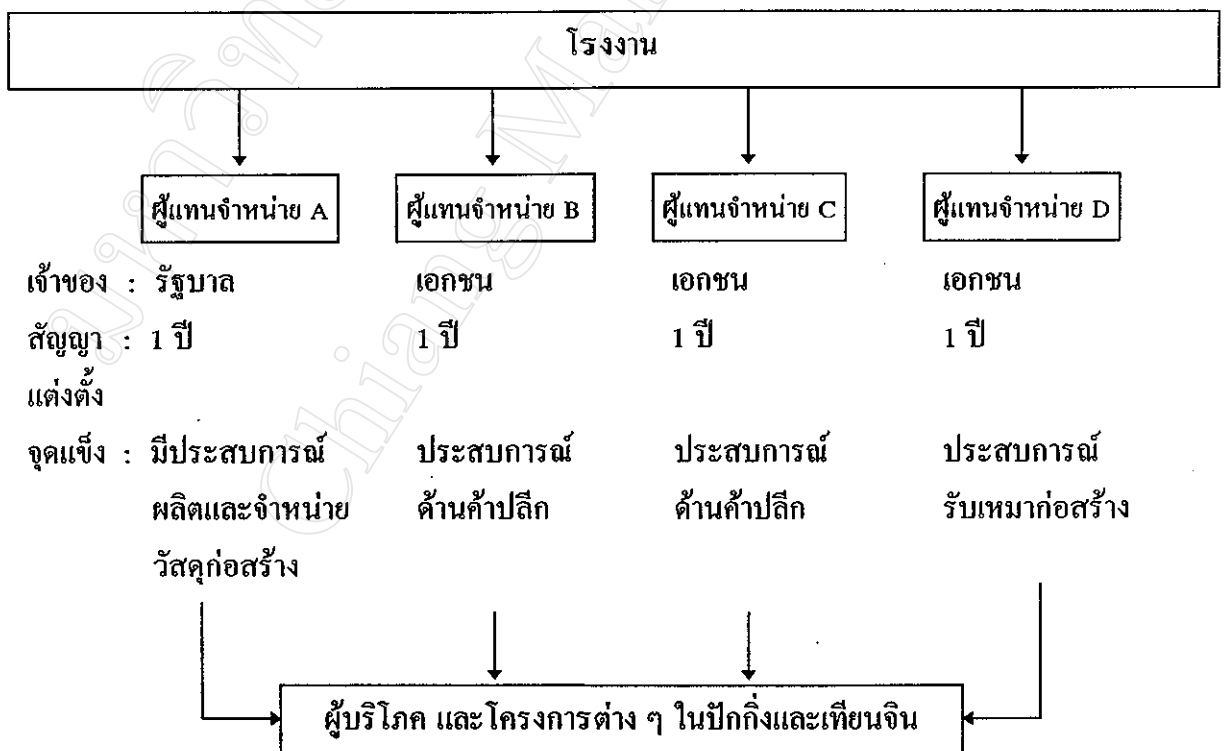 โรงงาน
ผู้แทนจำหน่าย A ผู้แทนจำหน่าย B ผู้แทนจำหน่าย C ผู้แทนจำหน่าย D
เจ้าของ : รัฐบาล เอกชน เอกชน เอกชน
สัญญา : 1 ปี 1 ปี 1 ปี 1 ปี
แต่งตั้ง
จุดแข็ง : มีประสบการณ์ ประสบการณ์ ประสบการณ์ ประสบการณ์
ผลิตและจำหน่าย ด้านค้าปลีก ด้านค้าปลีก รับเหมาก่อสร้าง
วัสดุก่อสร้าง
ผู้บริโภค และโครงการต่าง ๆ ในปักกิ่งและเทียนจิน
Chiang Mai